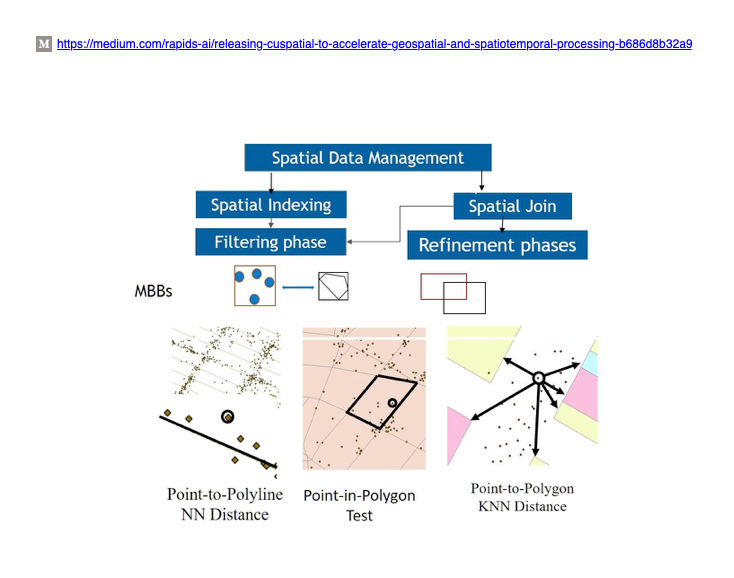 M https://medium.com/rapids-ai/releasing-cuspatial-to-accelerate-geospatial-and-spatiotemporal-processing-b686d8b32a9
Spatial Data Management
Spatial Indexing
Spatial Join
Filtering phase
Refinement phases
MBBs
Point-to-Polyline
NN Distance
Point-in-Polygon
Test
Point-to-Polygon
KNN Distance